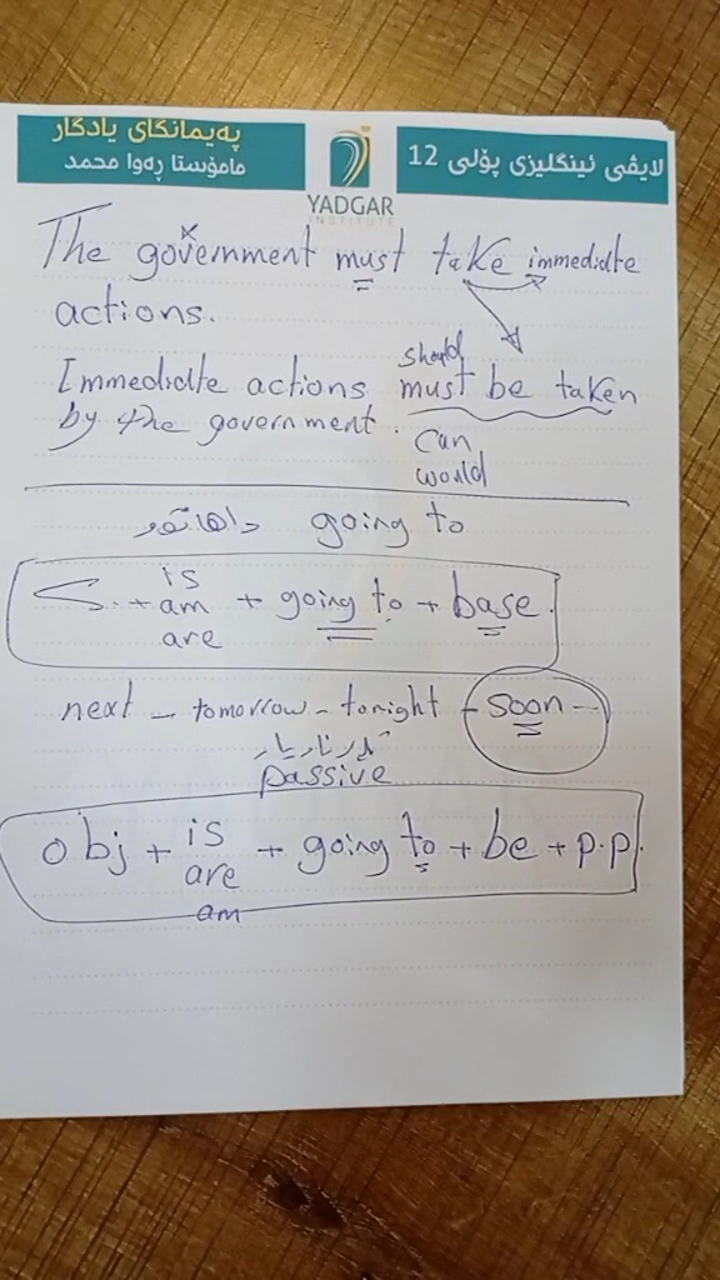 پەیمانگای یادگار
مامۆستا ڕەوا محمد
YADGAR
INSTITUTE
لایڤی ئینگلیزی پۆلی 12
The government must take immediate
actions.
should
Immediate actions must be taken
by the government.
can
would
داهاتوو going to
S. + is am are + going to + base.
next - tomorrow - tonight - soon -
passive
obj + is are am + going to + be + p.p.